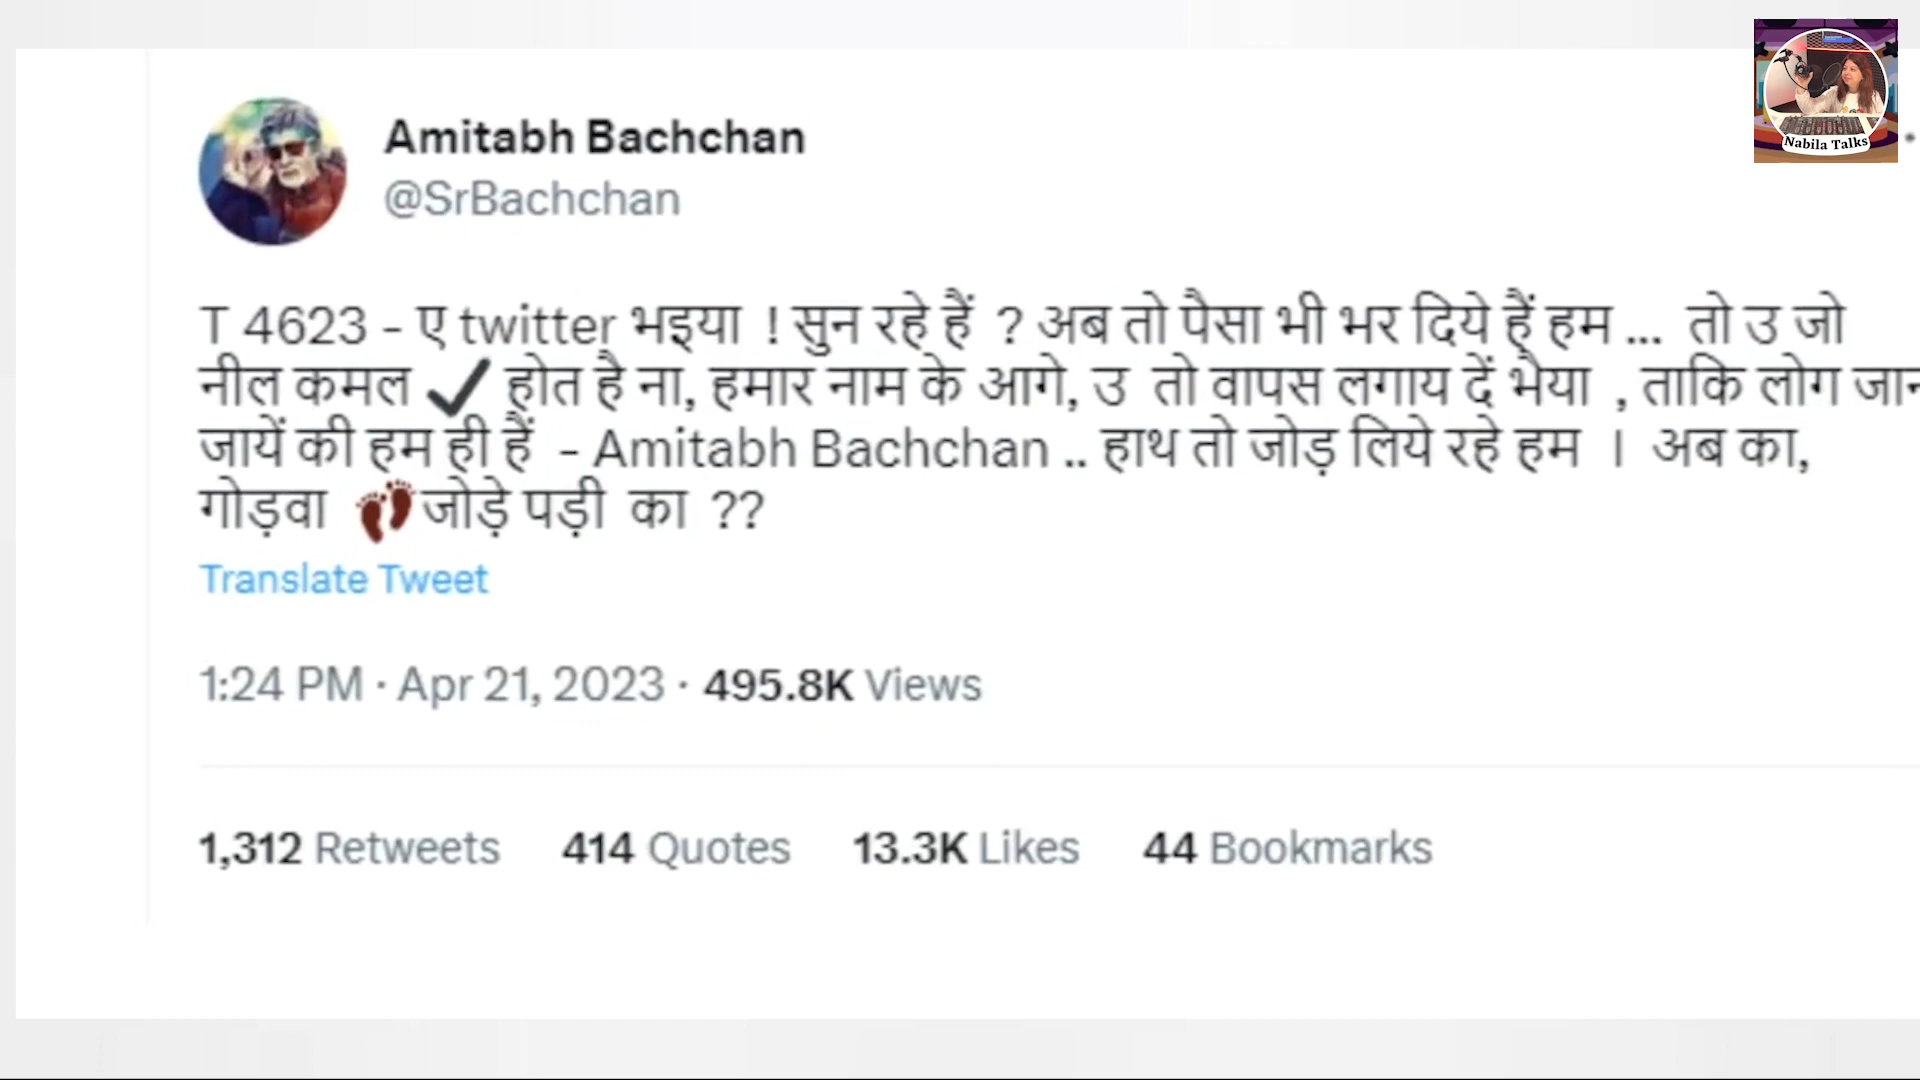 Amitabh Bachchan
@SrBachchan
T 4623 - ए twitter भइया ! सुन रहे हैं ? अब तो पैसा भी भर दिये हैं हम ... तो उ जो
नील कमल ✔ होत है ना, हमार नाम के आगे, उ तो वापस लगाय दें भैया , ताकि लोग जान
जायें की हम ही हैं - Amitabh Bachchan .. हाथ तो जोड़ लिये रहे हम । अब का,
गोड़वा 👣 जोड़े पड़ी का ??
Translate Tweet
1:24 PM · Apr 21, 2023 · 495.8K Views
1,312 Retweets 414 Quotes 13.3K Likes 44 Bookmarks
Nabila Talks